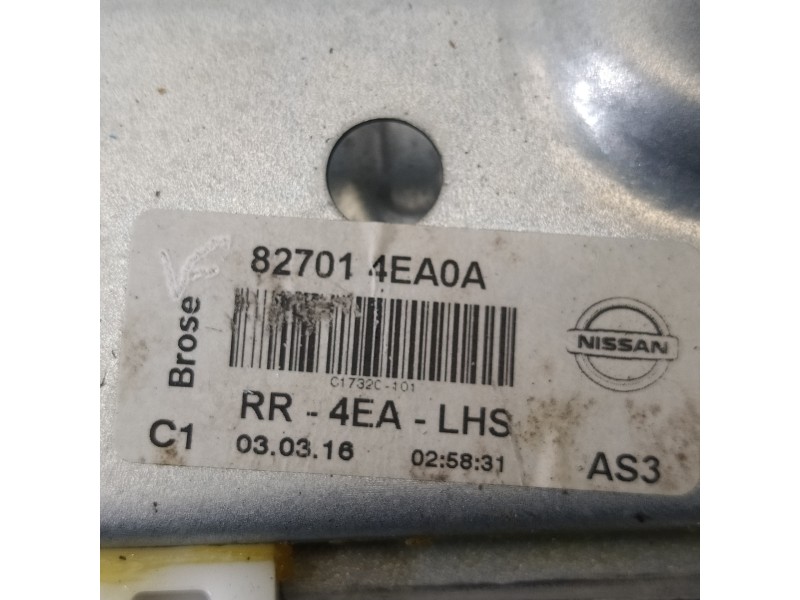 82701 4EA0A
Brose
NISSAN
C1732C-101
RR - 4EA - LHS
C1 03.03.16 02:58:31 AS3